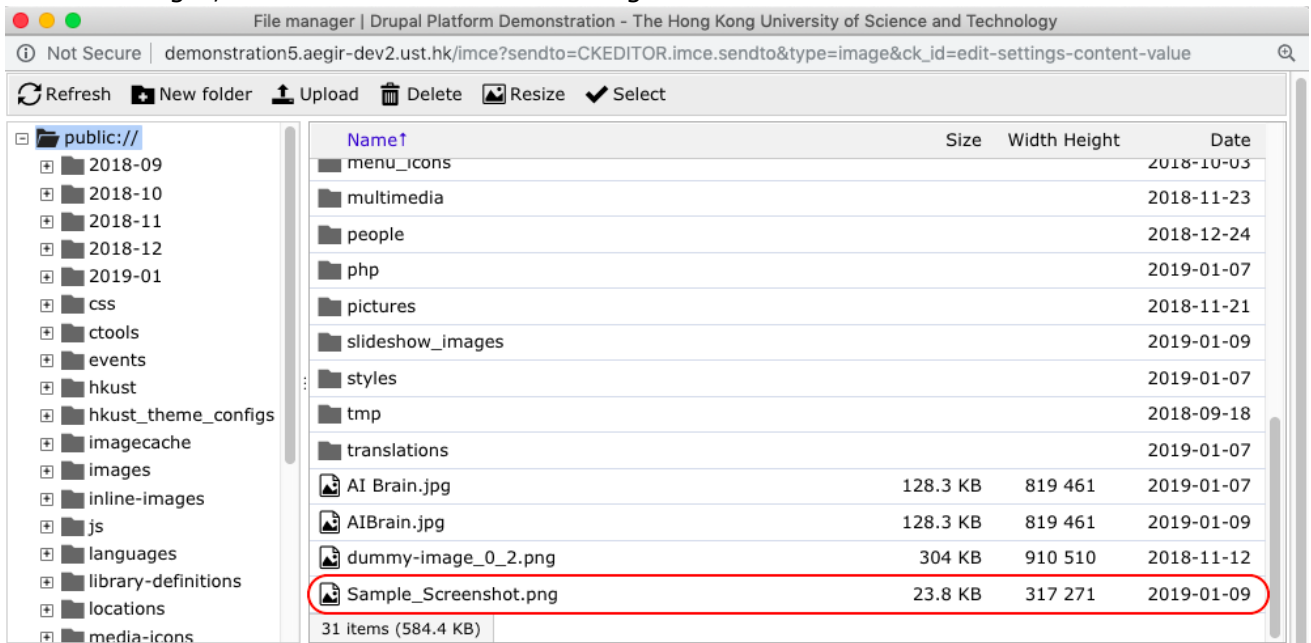 File manager | Drupal Platform Demonstration - The Hong Kong University of Science and Technology
Not Secure | demonstration5.aegir-dev2.ust.hk/imce?sendto=CKEDITOR.imce.sendto&type=image&ck_id=edit-settings-content-value
Refresh New folder Upload Delete Resize Select
public://
2018-09
2018-10
2018-11
2018-12
2019-01
css
ctools
events
hkust
hkust_theme_configs
imagecache
images
inline-images
js
languages
library-definitions
locations
media-icons
Name↑ Size Width Height Date
menu_icons 2018-10-03
multimedia 2018-11-23
people 2018-12-24
php 2019-01-07
pictures 2018-11-21
slideshow_images 2019-01-09
styles 2019-01-07
tmp 2018-09-18
translations 2019-01-07
AI Brain.jpg 128.3 KB 819 461 2019-01-07
AIBrain.jpg 128.3 KB 819 461 2019-01-09
dummy-image_0_2.png 304 KB 910 510 2018-11-12
Sample_Screenshot.png 23.8 KB 317 271 2019-01-09
31 items (584.4 KB)